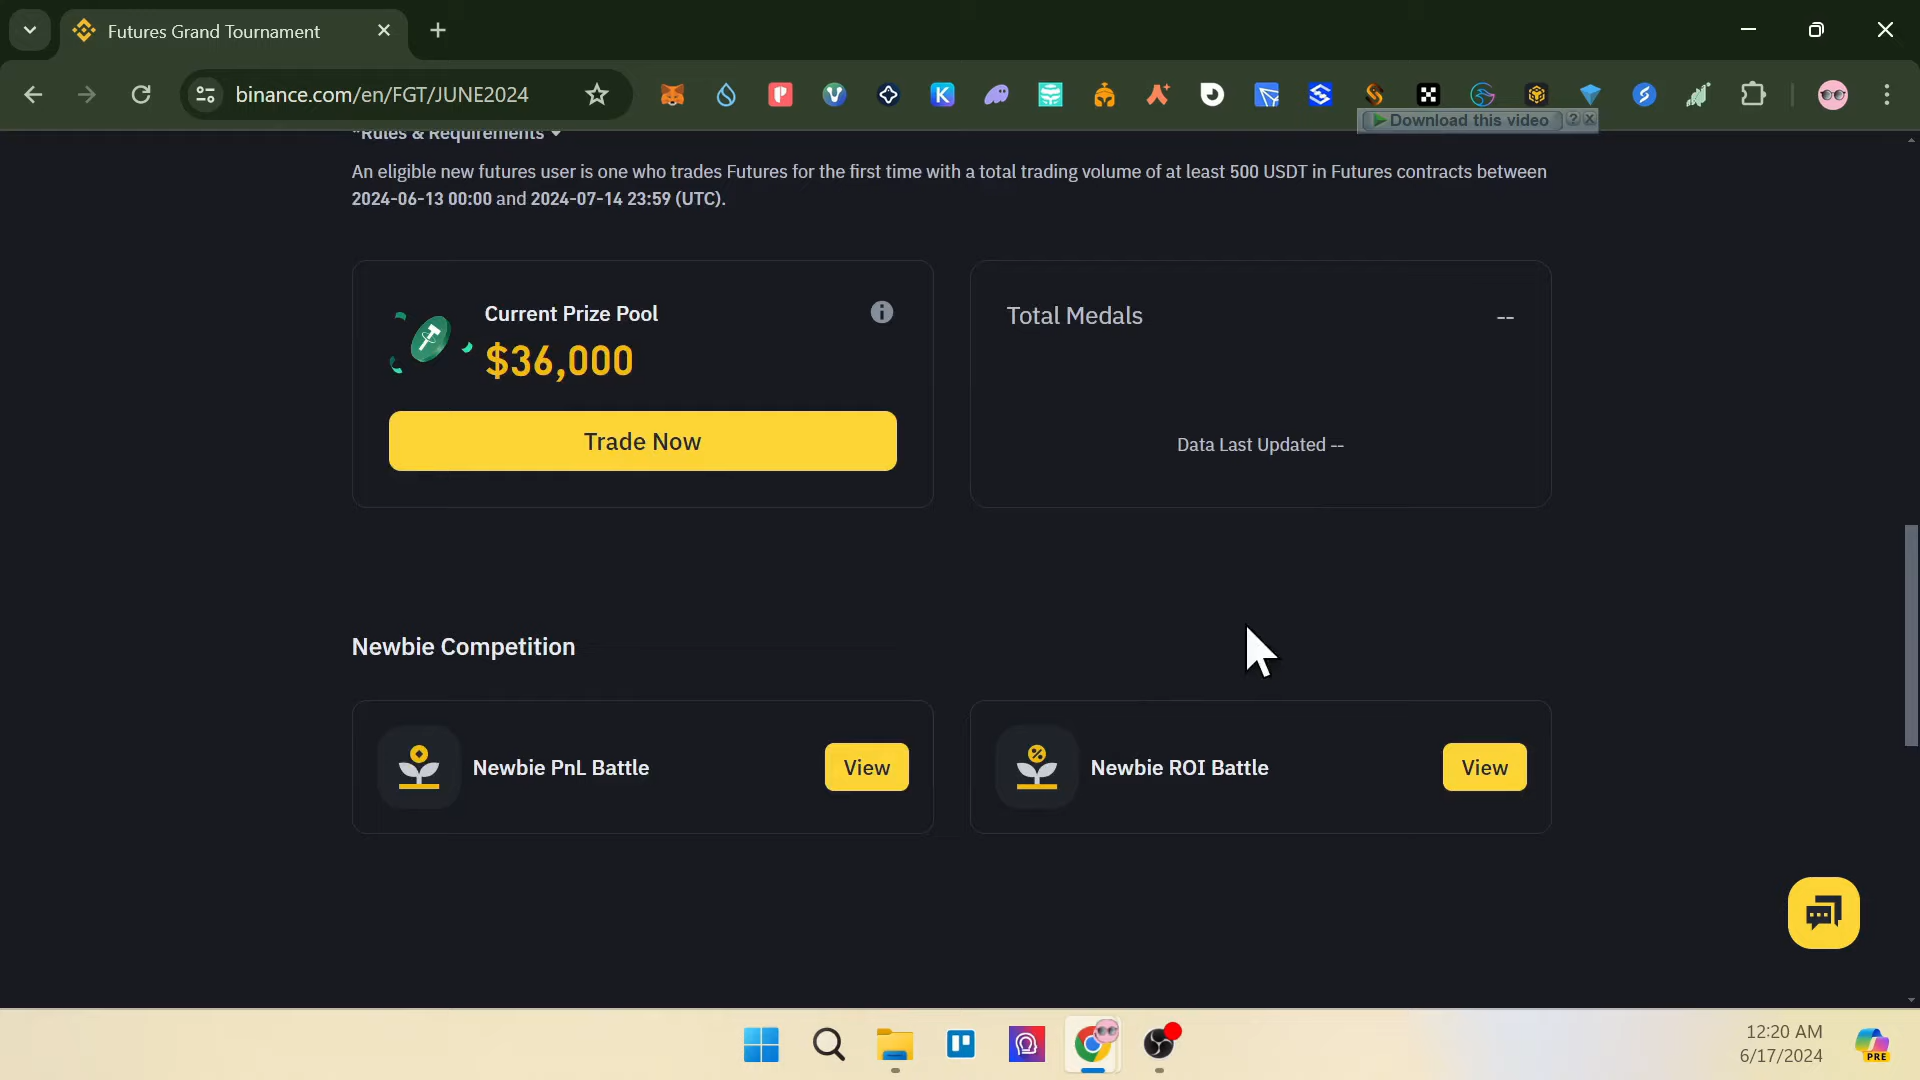 Futures Grand Tournament
binance.com/en/FGT/JUNE2024
Download this video ? x
*Rules & Requirements
An eligible new futures user is one who trades Futures for the first time with a total trading volume of at least 500 USDT in Futures contracts between
2024-06-13 00:00 and 2024-07-14 23:59 (UTC).
Current Prize Pool
$36,000
Trade Now
Total Medals --
Data Last Updated --
Newbie Competition
Newbie PnL Battle
View
Newbie ROI Battle
View
12:20 AM
6/17/2024
PRE